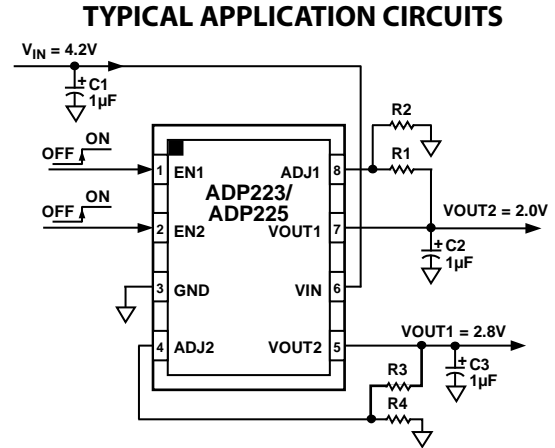 TYPICAL APPLICATION CIRCUITS
VIN = 4.2V
+ C1
1µF
R2
R1
ON
OFF
ON
OFF
1 EN1
2 EN2
3 GND
4 ADJ2
ADP223/
ADP225
ADJ1 8
VOUT1 7
VIN 6
VOUT2 5
VOUT2 = 2.0V
+ C2
1µF
VOUT1 = 2.8V
R3
R4
+ C3
1µF